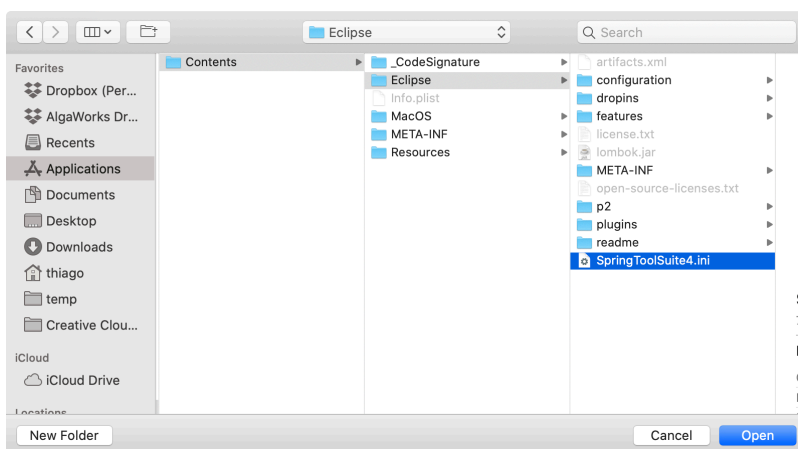 Eclipse
Search
Favorites
Dropbox (Per...
AlgaWorks Dr...
Recents
Applications
Documents
Desktop
Downloads
thiago
temp
Creative Clou...
iCloud
iCloud Drive
Locations
Contents
_CodeSignature
Eclipse
Info.plist
MacOS
META-INF
Resources
artifacts.xml
configuration
dropins
features
license.txt
lombok.jar
META-INF
open-source-licenses.txt
p2
plugins
readme
SpringToolSuite4.ini
New Folder
Cancel
Open